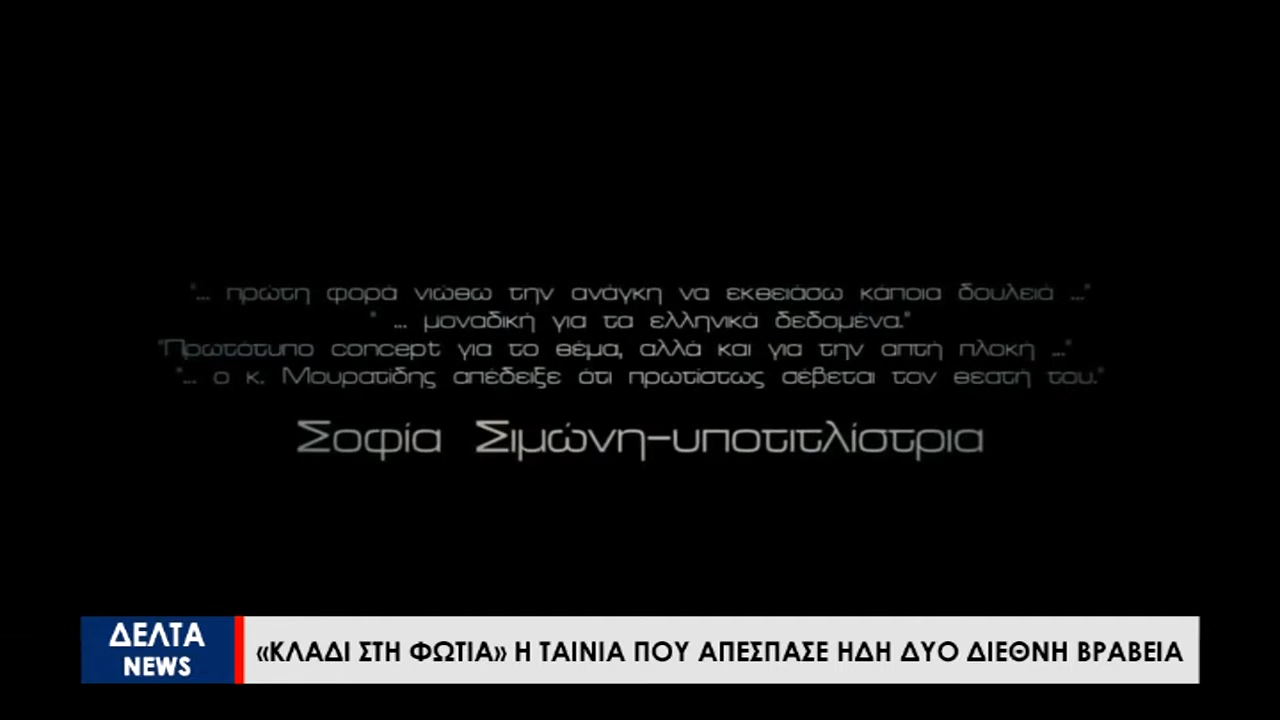 "... πρώτη φορά νιώθω την ανάγκη να εκθειάσω κάποια δουλειά ..."
" ... μοναδική για τα ελληνικά δεδομένα."
"Πρωτότυπο concept για το θέμα, αλλά και για την απτή πλοκή ..."
"... ο κ. Μουρατίδης απέδειξε ότι πρωτίστως σέβεται τον θεατή του."
Σοφία Σιμώνη-υποτιτλίστρια
ΔΕΛΤΑ
NEWS
«ΚΛΑΔΙ ΣΤΗ ΦΩΤΙΑ» Η ΤΑΙΝΙΑ ΠΟΥ ΑΠΕΣΠΑΣΕ ΗΔΗ ΔΥΟ ΔΙΕΘΝΗ ΒΡΑΒΕΙΑ